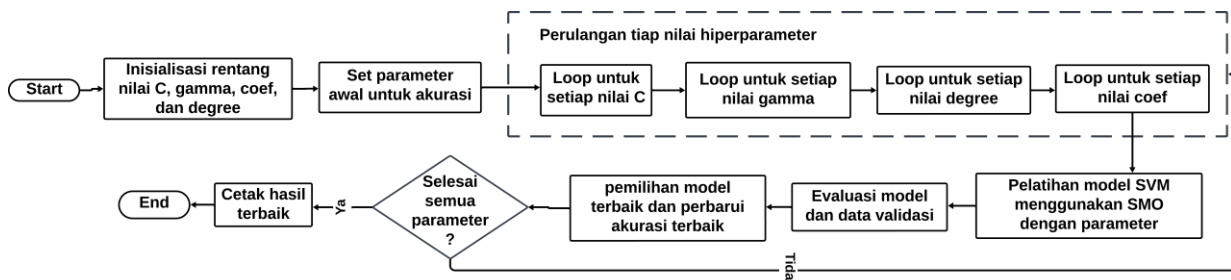 Perulangan tiap nilai hiperparameter
Start
Inisialisasi rentang
nilai C, gamma, coef,
dan degree
Set parameter
awal untuk akurasi
Loop untuk
setiap nilai C
Loop untuk setiap
nilai gamma
Loop untuk setiap
nilai degree
Loop untuk setiap
nilai coef
Pelatihan model SVM
menggunakan SMO
dengan parameter
Evaluasi model
dan data validasi
pemilihan model
terbaik dan perbarui
akurasi terbaik
Selesai
semua
parameter
?
Ya
Cetak hasil
terbaik
End
Tida